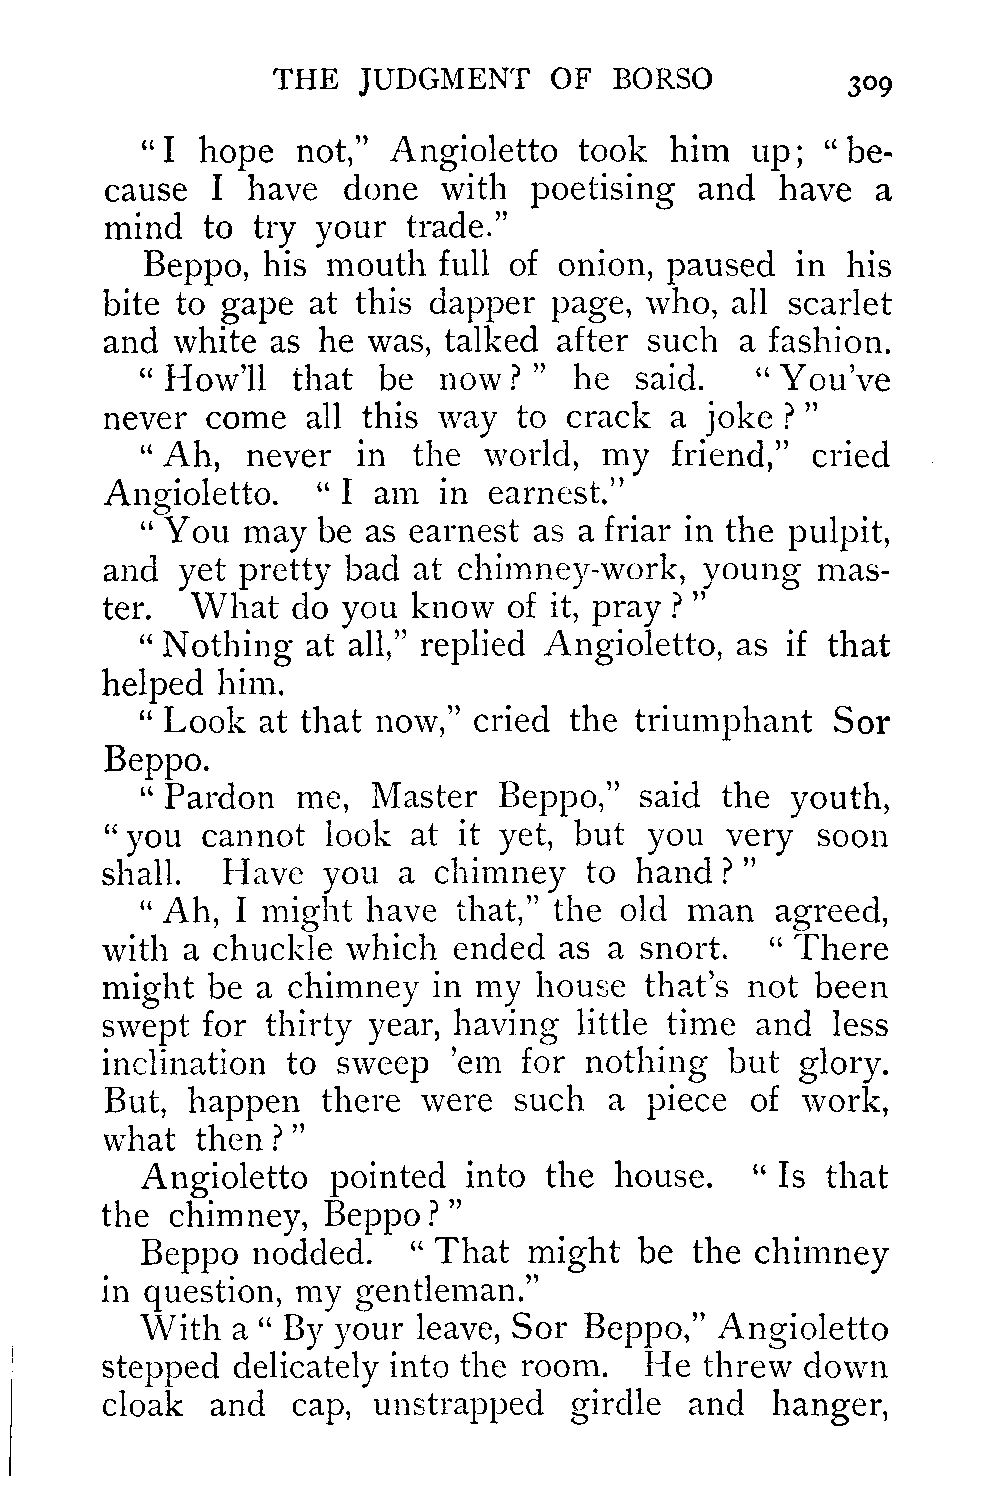 THE JUDGMENT OF BORSO 309
“I hope not,” Angioletto took him up; “be-
cause I have done with poetising and have a
mind to try your trade.”
Beppo, his mouth full of onion, paused in his
bite to gape at this dapper page, who, all scarlet
and white as he was, talked after such a fashion.
“How'll that be now?” he said. “You've
never come all this way to crack a joke?”
“Ah, never in the world, my friend,” cried
Angioletto. “I am in earnest.”
“You may be as earnest as a friar in the pulpit,
and yet pretty bad at chimney-work, young mas-
ter. What do you know of it, pray?”
“Nothing at all,” replied Angioletto, as if that
helped him.
“Look at that now,” cried the triumphant Sor
Beppo.
“Pardon me, Master Beppo,” said the youth,
“you cannot look at it yet, but you very soon
shall. Have you a chimney to hand?”
“Ah, I might have that,” the old man agreed,
with a chuckle which ended as a snort. “There
might be a chimney in my house that's not been
swept for thirty year, having little time and less
inclination to sweep 'em for nothing but glory.
But, happen there were such a piece of work,
what then?”
Angioletto pointed into the house. “Is that
the chimney, Beppo?”
Beppo nodded. “That might be the chimney
in question, my gentleman.”
With a “By your leave, Sor Beppo,” Angioletto
stepped delicately into the room. He threw down
cloak and cap, unstrapped girdle and hanger,